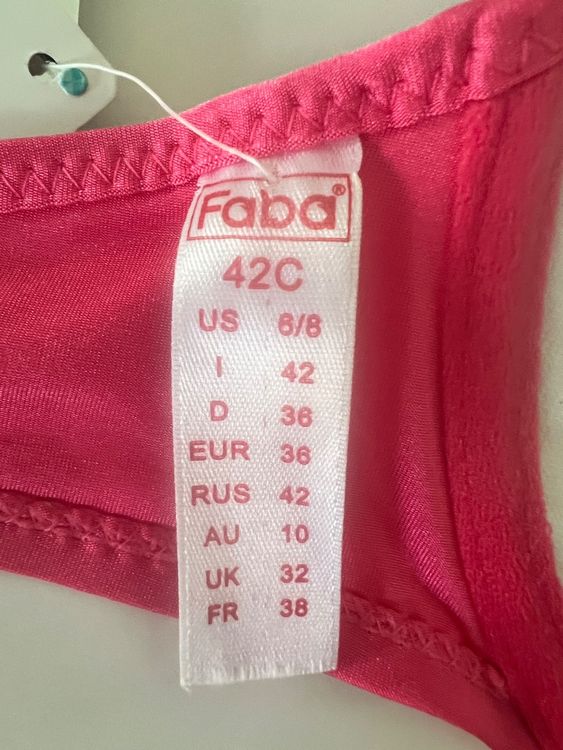 Faba®
42C
US 6/8
I 42
D 36
EUR 36
RUS 42
AU 10
UK 32
FR 38